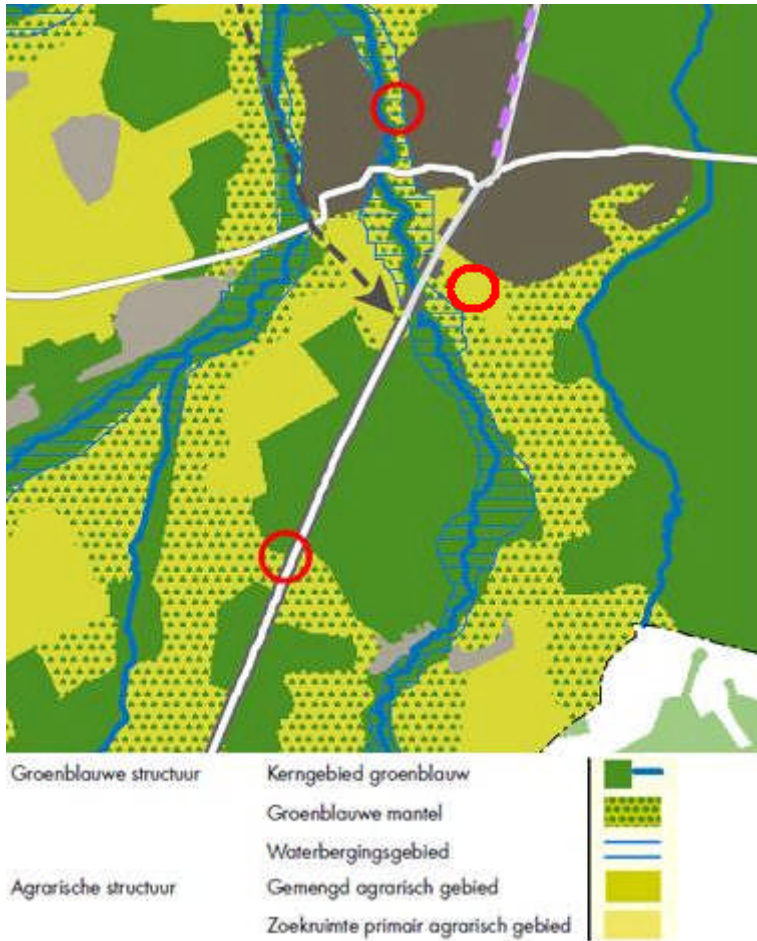 Groenblauwe structuur Kerngebied groenblauw
Groenblauwe mantel
Waterbergingsgebied
Agrarische structuur Gemengd agrarisch gebied
Zoekruimte primair agrarisch gebied